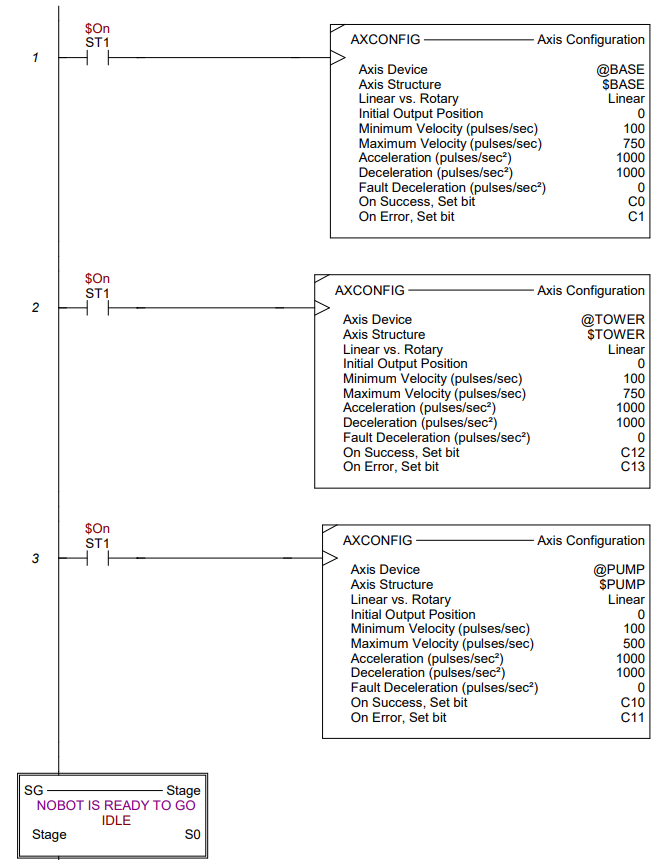 $On
ST1
1
AXCONFIG Axis Configuration
Axis Device @BASE
Axis Structure $BASE
Linear vs. Rotary Linear
Initial Output Position 0
Minimum Velocity (pulses/sec) 100
Maximum Velocity (pulses/sec) 750
Acceleration (pulses/sec²) 1000
Deceleration (pulses/sec²) 1000
Fault Deceleration (pulses/sec²) 0
On Success, Set bit C0
On Error, Set bit C1
$On
ST1
2
AXCONFIG Axis Configuration
Axis Device @TOWER
Axis Structure $TOWER
Linear vs. Rotary Linear
Initial Output Position 0
Minimum Velocity (pulses/sec) 100
Maximum Velocity (pulses/sec) 750
Acceleration (pulses/sec²) 1000
Deceleration (pulses/sec²) 1000
Fault Deceleration (pulses/sec²) 0
On Success, Set bit C12
On Error, Set bit C13
$On
ST1
3
AXCONFIG Axis Configuration
Axis Device @PUMP
Axis Structure $PUMP
Linear vs. Rotary Linear
Initial Output Position 0
Minimum Velocity (pulses/sec) 100
Maximum Velocity (pulses/sec) 500
Acceleration (pulses/sec²) 1000
Deceleration (pulses/sec²) 1000
Fault Deceleration (pulses/sec²) 0
On Success, Set bit C10
On Error, Set bit C11
SG Stage
NOBOT IS READY TO GO
IDLE
Stage S0